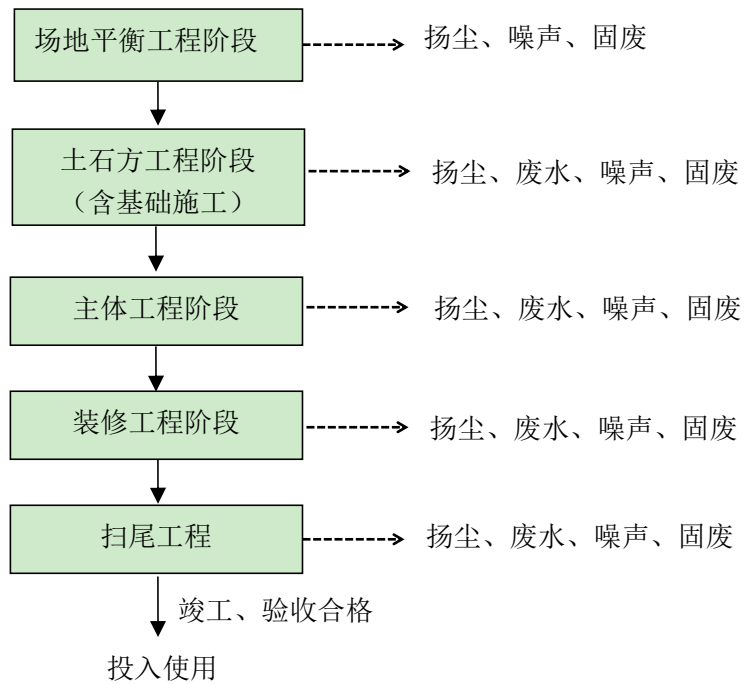 场地平衡工程阶段
扬尘、噪声、固废
土石方工程阶段
（含基础施工）
扬尘、废水、噪声、固废
主体工程阶段
扬尘、废水、噪声、固废
装修工程阶段
扬尘、废水、噪声、固废
扫尾工程
扬尘、废水、噪声、固废
竣工、验收合格
投入使用